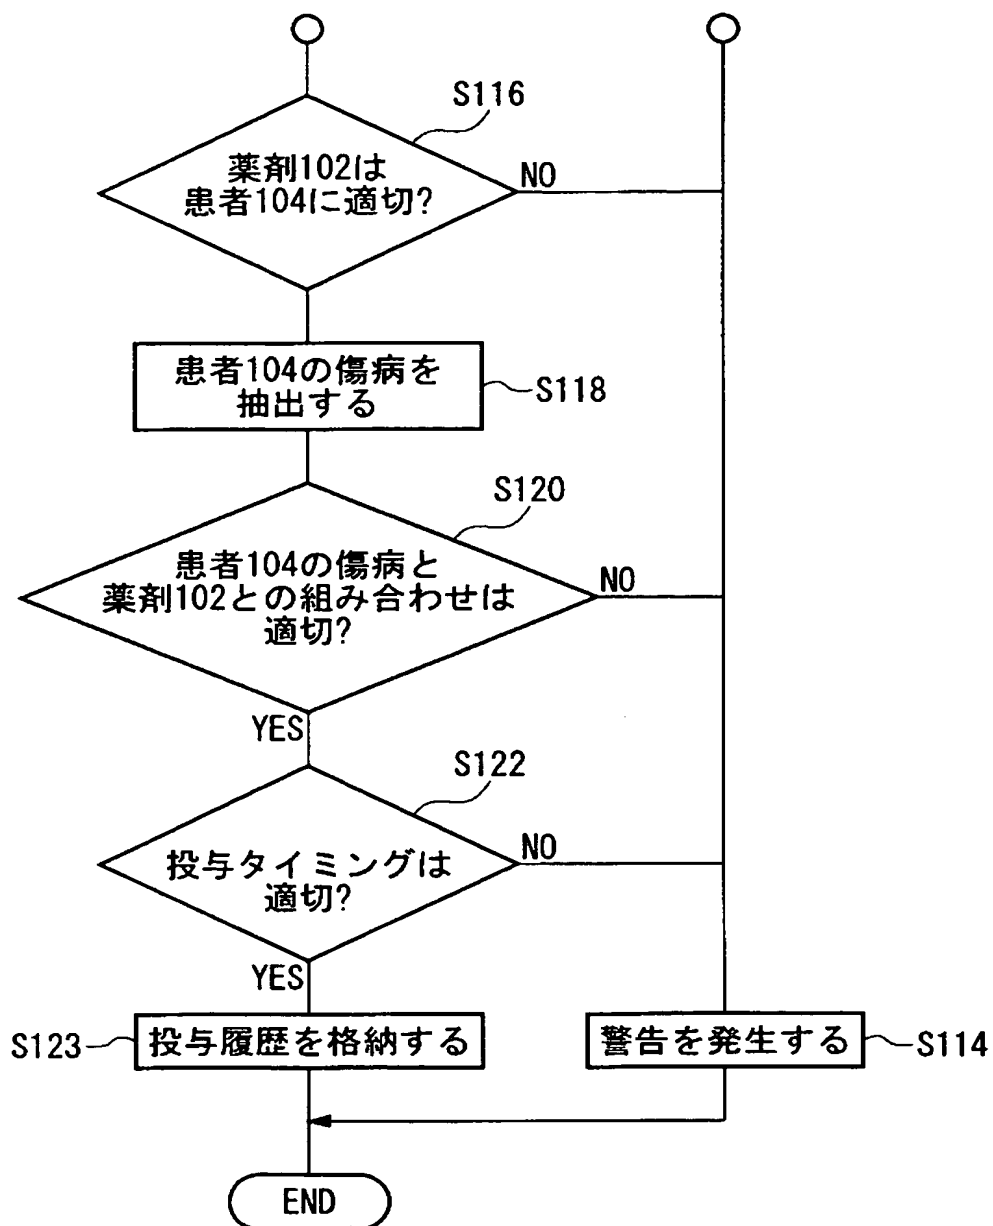 S116
薬剤102は
患者104に適切?
NO
患者104の傷病を
抽出する
S118
S120
患者104の傷病と
薬剤102との組み合わせは
適切?
NO
YES
S122
投与タイミングは
適切?
NO
YES
S123
投与履歴を格納する
警告を発生する
S114
END